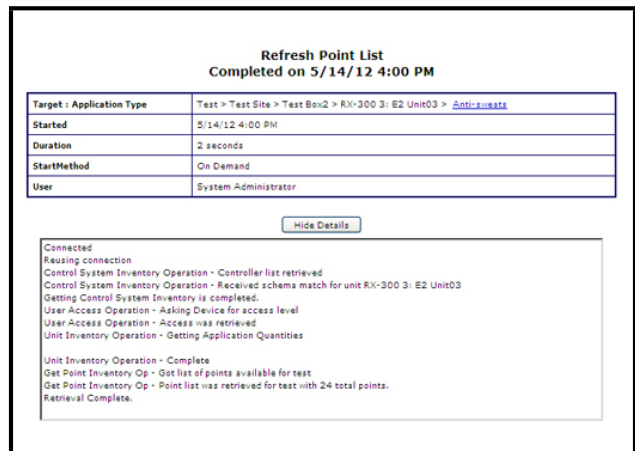 Refresh Point List
Completed on 5/14/12 4:00 PM
Target : Application Type Test > Test Site > Test Box2 > RX-300 3: E2 Unit03 > Anti-sweats
Started 5/14/12 4:00 PM
Duration 2 seconds
StartMethod On Demand
User System Administrator
Hide Details
Connected
Reusing connection
Control System Inventory Operation - Controller list retrieved
Control System Inventory Operation - Received schema match for unit RX-300 3: E2 Unit03
Getting Control System Inventory is completed.
User Access Operation - Asking Device for access level
User Access Operation - Access was retrieved
Unit Inventory Operation - Getting Application Quantities
Unit Inventory Operation - Complete
Get Point Inventory Op - Got list of points available for test
Get Point Inventory Op - Point list was retrieved for test with 24 total points.
Retrieval Complete.